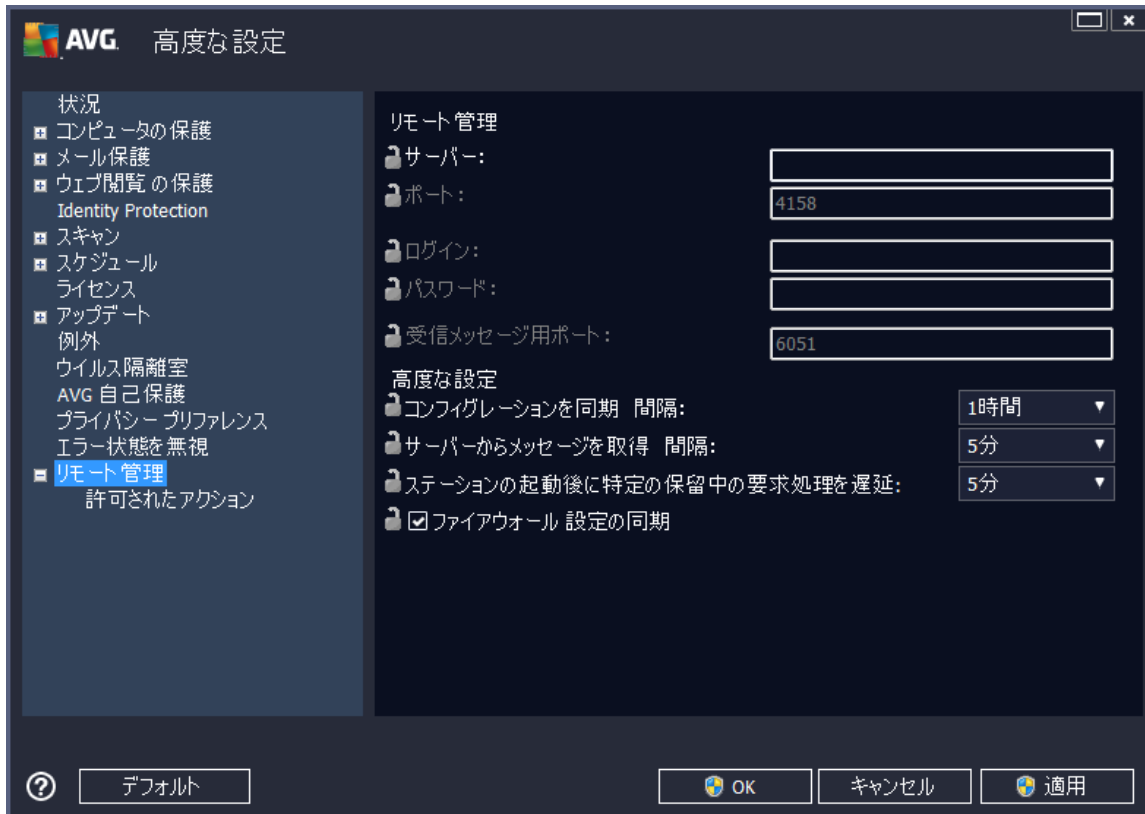 AVG. 高度な設定
状況
コンピュータの保護
メール保護
ウェブ閲覧 の保護
Identity Protection
スキャン
スケジュール
ライセンス
アップデート
例外
ウイルス隔離室
AVG 自己保護
プライバシー プリファレンス
エラー状態を無視
リモート管理
許可されたアクション
リモート管理
サーバー:
ポート: 4158
ログイン:
パスワード:
受信メッセージ用ポート: 6051
高度な設定
コンフィグレーションを同期 間隔: 1時間
サーバーからメッセージを取得 間隔: 5分
ステーションの起動後に特定の保留中の要求処理を遅延: 5分
ファイアウォール 設定の同期
? デフォルト OK キャンセル 適用